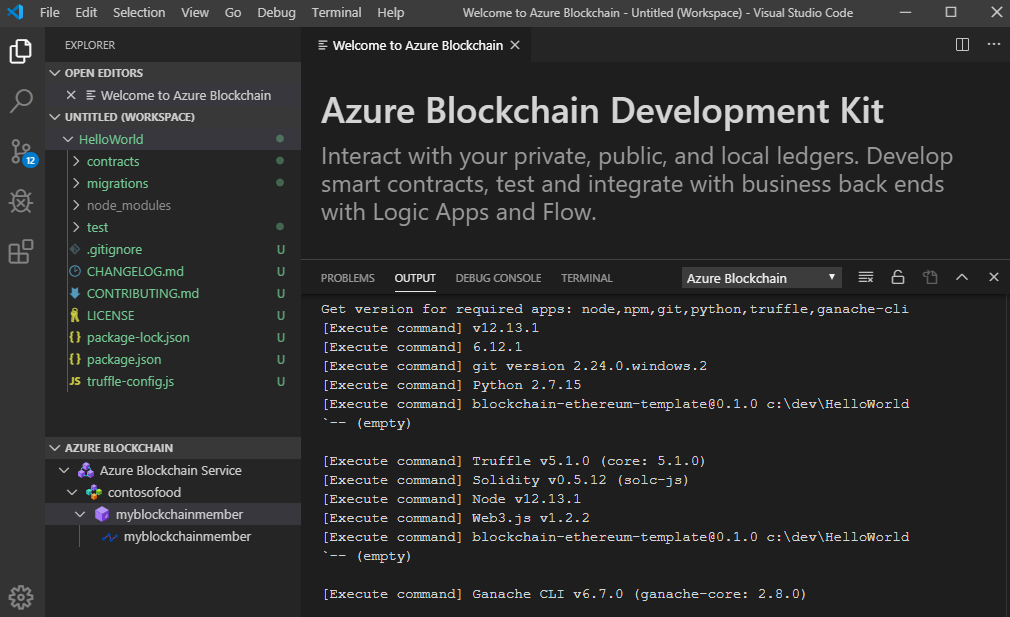 File Edit Selection View Go Debug Terminal Help Welcome to Azure Blockchain - Untitled (Workspace) - Visual Studio Code
EXPLORER
OPEN EDITORS
Welcome to Azure Blockchain
UNTITLED (WORKSPACE)
HelloWorld
contracts
migrations
node_modules
test
.gitignore U
CHANGELOG.md U
CONTRIBUTING.md U
LICENSE U
{} package-lock.json U
{} package.json U
JS truffle-config.js U
12
AZURE BLOCKCHAIN
Azure Blockchain Service
contosofood
myblockchainmember
myblockchainmember
Welcome to Azure Blockchain
Azure Blockchain Development Kit
Interact with your private, public, and local ledgers. Develop
smart contracts, test and integrate with business back ends
with Logic Apps and Flow.
PROBLEMS OUTPUT DEBUG CONSOLE TERMINAL Azure Blockchain
Get version for required apps: node,npm,git,python,truffle,ganache-cli
[Execute command] v12.13.1
[Execute command] 6.12.1
[Execute command] git version 2.24.0.windows.2
[Execute command] Python 2.7.15
[Execute command] blockchain-ethereum-template@0.1.0 c:\dev\HelloWorld
`-- (empty)
[Execute command] Truffle v5.1.0 (core: 5.1.0)
[Execute command] Solidity v0.5.12 (solc-js)
[Execute command] Node v12.13.1
[Execute command] Web3.js v1.2.2
[Execute command] blockchain-ethereum-template@0.1.0 c:\dev\HelloWorld
`-- (empty)
[Execute command] Ganache CLI v6.7.0 (ganache-core: 2.8.0)